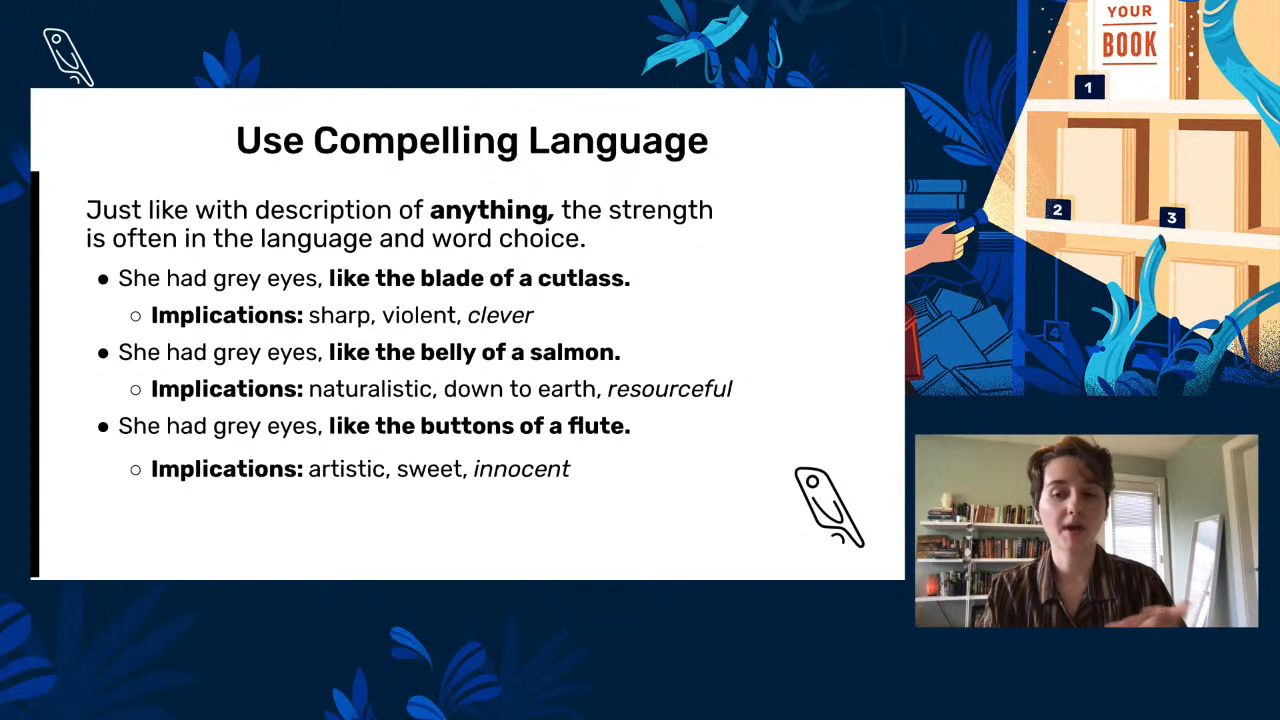 YOUR
BOOK
1
2
3
4
Use Compelling Language
Just like with description of anything, the strength
is often in the language and word choice.
● She had grey eyes, like the blade of a cutlass.
○ Implications: sharp, violent, clever
● She had grey eyes, like the belly of a salmon.
○ Implications: naturalistic, down to earth, resourceful
● She had grey eyes, like the buttons of a flute.
○ Implications: artistic, sweet, innocent